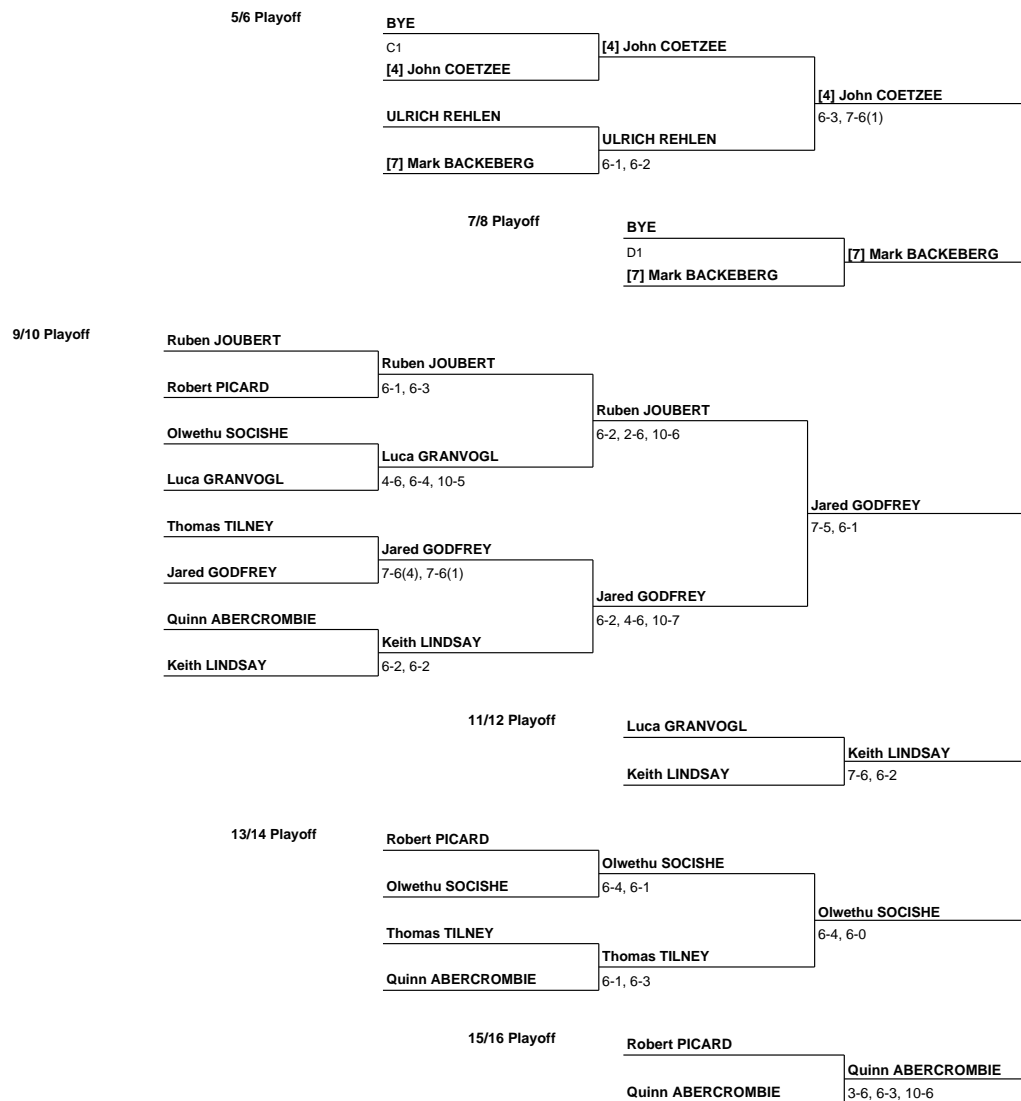 5/6 Playoff
BYE
C1
[4] John COETZEE
[4] John COETZEE
[4] John COETZEE
6-3, 7-6(1)
ULRICH REHLEN
ULRICH REHLEN
[7] Mark BACKEBERG
6-1, 6-2
7/8 Playoff
BYE
D1
[7] Mark BACKEBERG
[7] Mark BACKEBERG
9/10 Playoff
Ruben JOUBERT
Ruben JOUBERT
Robert PICARD
6-1, 6-3
Ruben JOUBERT
6-2, 2-6, 10-6
Olwethu SOCISHE
Luca GRANVOGL
Luca GRANVOGL
4-6, 6-4, 10-5
Jared GODFREY
7-5, 6-1
Thomas TILNEY
Jared GODFREY
Jared GODFREY
7-6(4), 7-6(1)
Jared GODFREY
6-2, 4-6, 10-7
Quinn ABERCROMBIE
Keith LINDSAY
Keith LINDSAY
6-2, 6-2
11/12 Playoff
Luca GRANVOGL
Keith LINDSAY
Keith LINDSAY
7-6, 6-2
13/14 Playoff
Robert PICARD
Olwethu SOCISHE
Olwethu SOCISHE
6-4, 6-1
Olwethu SOCISHE
6-4, 6-0
Thomas TILNEY
Thomas TILNEY
Quinn ABERCROMBIE
6-1, 6-3
15/16 Playoff
Robert PICARD
Quinn ABERCROMBIE
Quinn ABERCROMBIE
3-6, 6-3, 10-6